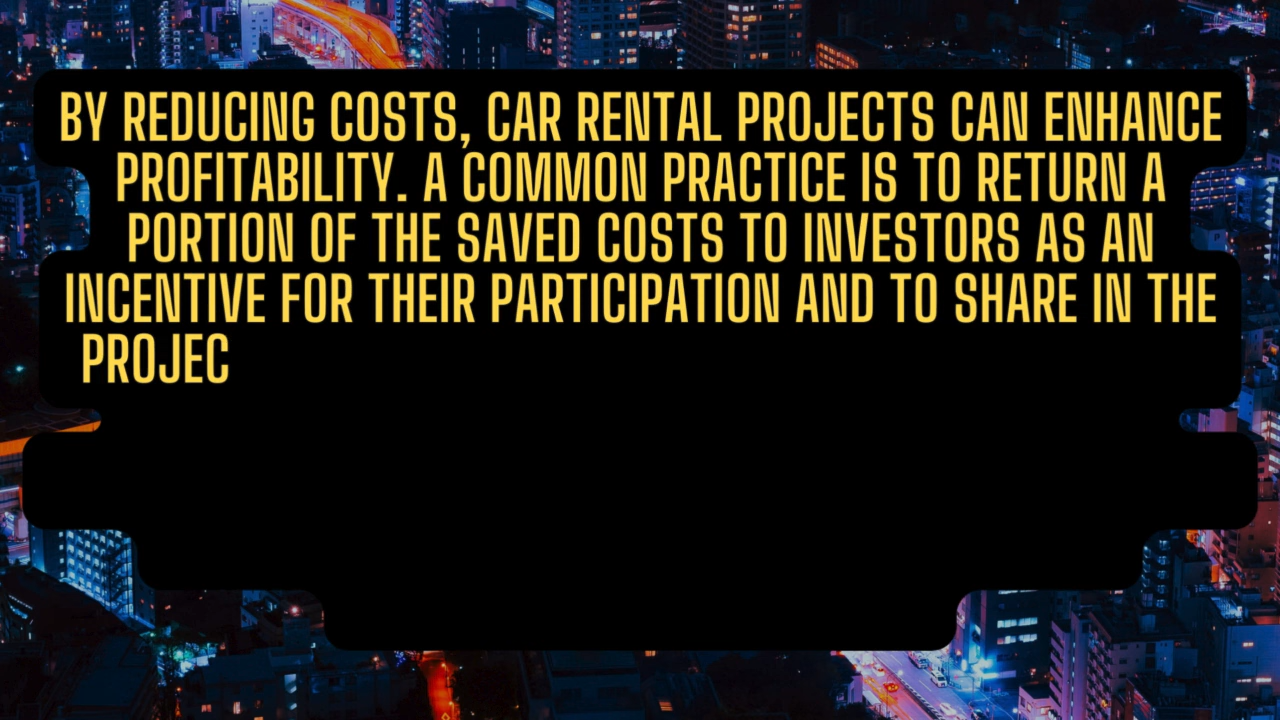 BY REDUCING COSTS, CAR RENTAL PROJECTS CAN ENHANCE
PROFITABILITY. A COMMON PRACTICE IS TO RETURN A
PORTION OF THE SAVED COSTS TO INVESTORS AS AN
INCENTIVE FOR THEIR PARTICIPATION AND TO SHARE IN THE
PROJEC